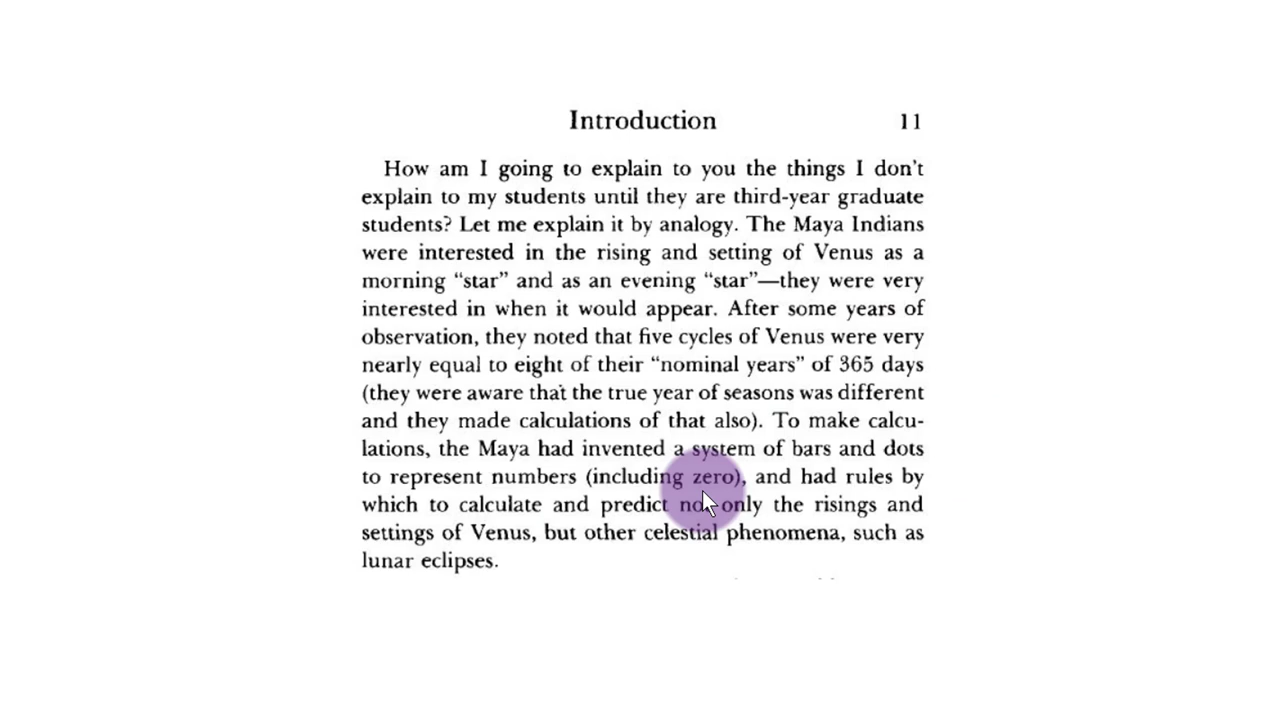 Introduction 11
How am I going to explain to you the things I don't
explain to my students until they are third-year graduate
students? Let me explain it by analogy. The Maya Indians
were interested in the rising and setting of Venus as a
morning “star” and as an evening “star”—they were very
interested in when it would appear. After some years of
observation, they noted that five cycles of Venus were very
nearly equal to eight of their “nominal years” of 365 days
(they were aware that the true year of seasons was different
and they made calculations of that also). To make calcu-
lations, the Maya had invented a system of bars and dots
to represent numbers (including zero), and had rules by
which to calculate and predict not only the risings and
settings of Venus, but other celestial phenomena, such as
lunar eclipses.